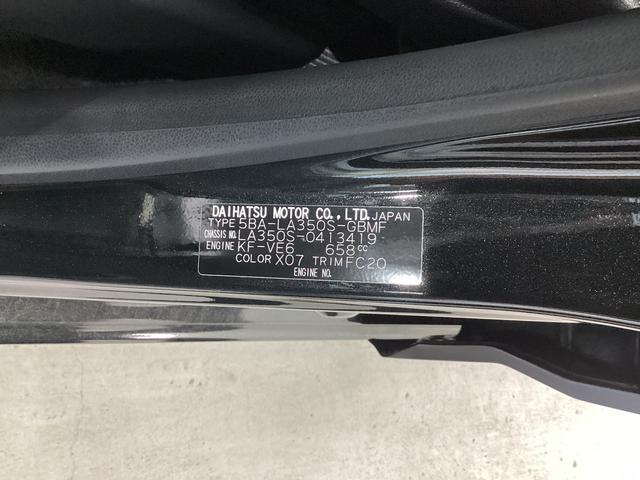 DAIHATSU MOTOR CO.,LTD. JAPAN
TYPE 5BA-LA350S-GBMF
CHASSIS NO. LA350S-0413419
ENGINE KF-VE6 658cc
COLOR X07 TRIM FC20
ENGINE NO.